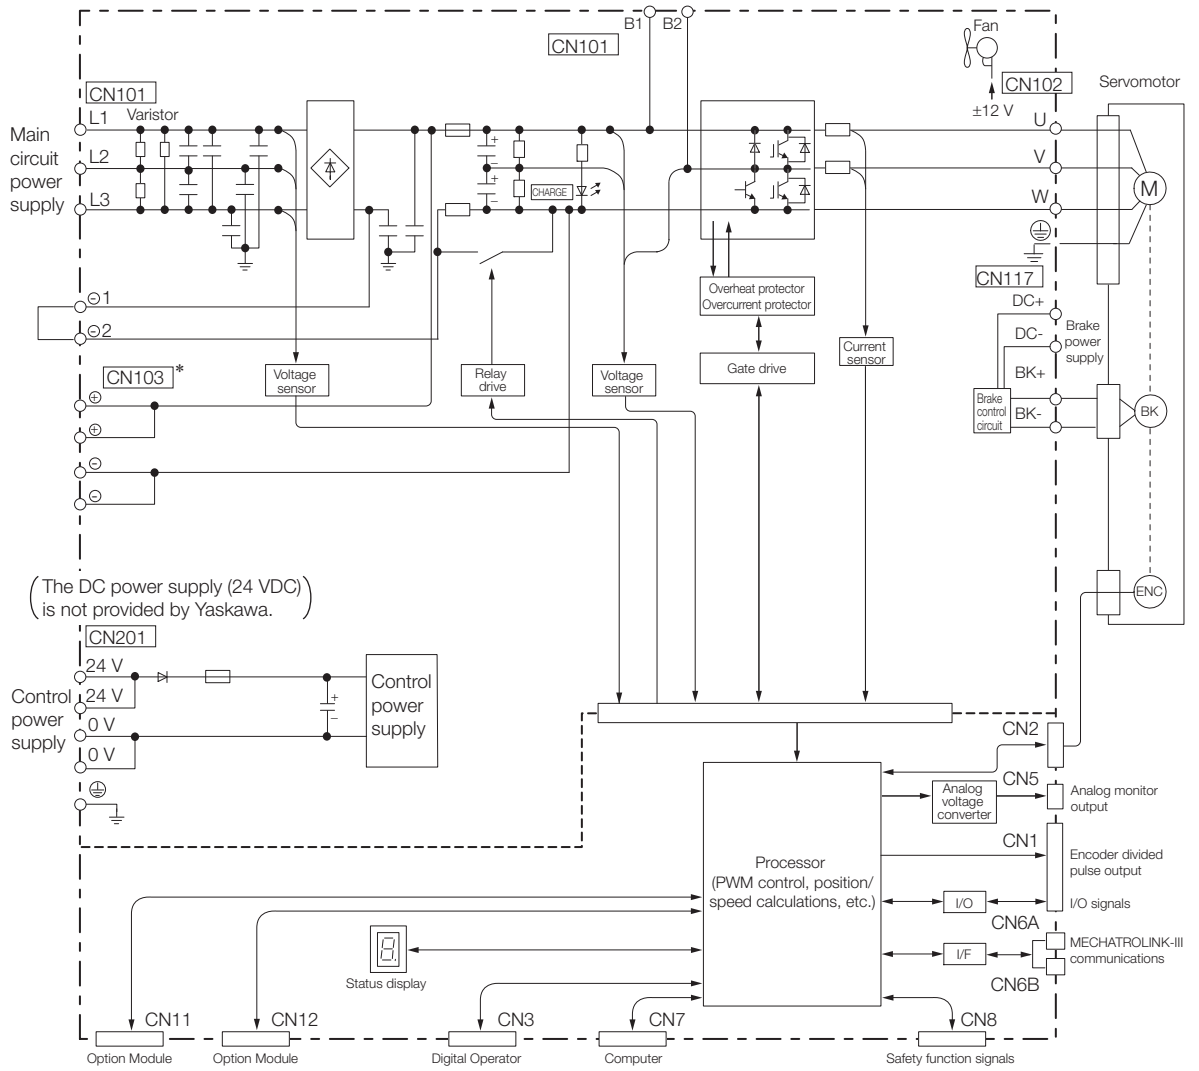 B1
B2
CN101
Fan
±12 V
CN102
Servomotor
CN101
Varistor
Main
circuit
power
supply
L1
L2
L3
CHARGE
+
−
+
−
U
V
W
M
CN117
DC+
DC-
BK+
BK-
Brake
power
supply
Brake
control
circuit
BK
⊖1
⊖2
Overheat protector
Overcurrent protector
Gate drive
Current
sensor
Voltage
sensor
Relay
drive
Voltage
sensor
CN103*
⊕
⊕
⊖
⊖
ENC
(The DC power supply (24 VDC)
is not provided by Yaskawa.)
CN201
Control
power
supply
24 V
24 V
0 V
0 V
+
−
Control
power
supply
CN2
CN5
Analog
voltage
converter
Analog monitor
output
CN1
Encoder divided
pulse output
Processor
(PWM control, position/
speed calculations, etc.)
I/O
I/O signals
CN6A
I/F
MECHATROLINK-III
communications
CN6B
8.
Status display
CN11
Option Module
CN12
Option Module
CN3
Digital Operator
CN7
Computer
CN8
Safety function signals